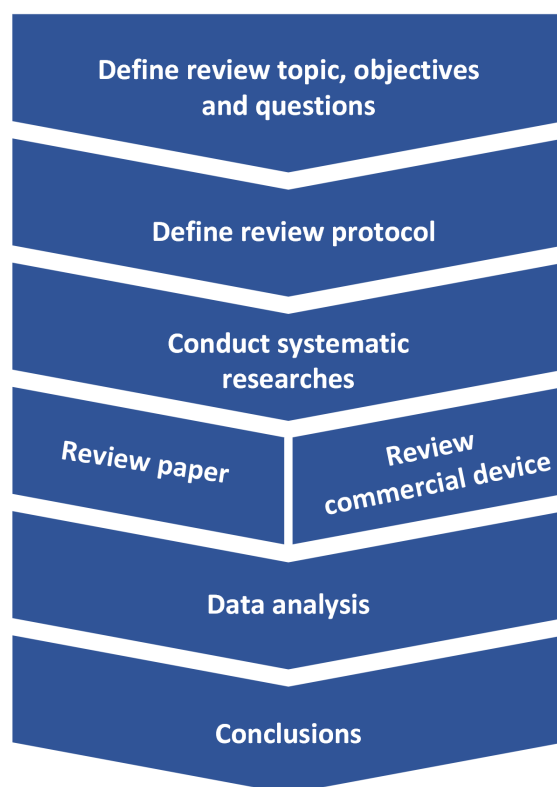 Define review topic, objectives
and questions
Define review protocol
Conduct systematic
researches
Review paper
Review
commercial device
Data analysis
Conclusions